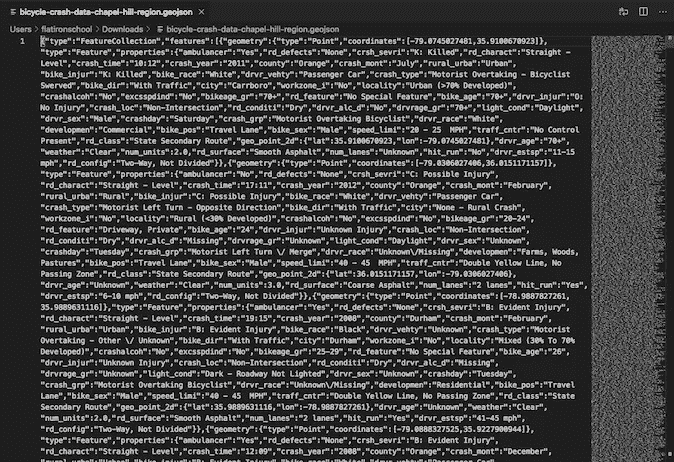 bicycle-crash-data-chapel-hill-region.geojson ×
Users > flatironschool > Downloads > bicycle-crash-data-chapel-hill-region.geojson
1 {"type":"FeatureCollection","features":[{"geometry":{"type":"Point","coordinates":[-79.0745027481,35.9100670923]},
"type":"Feature","properties":{"ambulancer":"Yes","rd_defects":"None","crsh_sevri":"K: Killed","rd_charact":"Straight -
Level","crash_time":"10:12","crash_year":"2011","county":"Orange","crash_mont":"July","rural_urba":"Urban",
"bike_injur":"K: Killed","bike_race":"White","drvr_vehty":"Passenger Car","crash_type":"Motorist Overtaking - Bicyclist
Swerved","bike_dir":"With Traffic","city":"Carrboro","workzone_i":"No","locality":"Urban (>70% Developed)",
"crashalcoh":"No","excsspdind":"No","bikeage_gr":"70+","rd_feature":"No Special Feature","bike_age":"70+","drvr_injur":"O:
No Injury","crash_loc":"Non-Intersection","rd_conditi":"Dry","drvr_alc_d":"No","drvrage_gr":"70+","light_cond":"Daylight",
"drvr_sex":"Male","crashday":"Saturday","crash_grp":"Motorist Overtaking Bicyclist","drvr_race":"White",
"developmen":"Commercial","bike_pos":"Travel Lane","bike_sex":"Male","speed_limi":"20 - 25  MPH","traff_cntr":"No Control
Present","rd_class":"State Secondary Route","geo_point_2d":{"lat":35.9100670923,"lon":-79.0745027481},"drvr_age":"70+",
"weather":"Clear","num_units":2.0,"rd_surface":"Smooth Asphalt","num_lanes":"Unknown","hit_run":"No","drvr_estsp":"11-15
mph","rd_config":"Two-Way, Not Divided"}},{"geometry":{"type":"Point","coordinates":[-79.0306027406,36.0151171157]},
"type":"Feature","properties":{"ambulancer":"No","rd_defects":"None","crsh_sevri":"C: Possible Injury",
"rd_charact":"Straight - Level","crash_time":"17:11","crash_year":"2012","county":"Orange","crash_mont":"February",
"rural_urba":"Rural","bike_injur":"C: Possible Injury","bike_race":"White","drvr_vehty":"Passenger Car",
"crash_type":"Motorist Left Turn - Opposite Direction","bike_dir":"With Traffic","city":"None - Rural Crash",
"workzone_i":"No","locality":"Rural (<30% Developed)","crashalcoh":"No","excsspdind":"No","bikeage_gr":"20-24",
"rd_feature":"Driveway, Private","bike_age":"24","drvr_injur":"Unknown Injury","crash_loc":"Non-Intersection",
"rd_conditi":"Dry","drvr_alc_d":"Missing","drvrage_gr":"Unknown","light_cond":"Daylight","drvr_sex":"Unknown",
"crashday":"Tuesday","crash_grp":"Motorist Left Turn \/ Merge","drvr_race":"Unknown\/Missing","developmen":"Farms, Woods,
Pastures","bike_pos":"Travel Lane","bike_sex":"Male","speed_limi":"40 - 45  MPH","traff_cntr":"Double Yellow Line, No
Passing Zone","rd_class":"State Secondary Route","geo_point_2d":{"lat":36.0151171157,"lon":-79.0306027406},
"drvr_age":"Unknown","weather":"Clear","num_units":3.0,"rd_surface":"Coarse Asphalt","num_lanes":"2 lanes","hit_run":"Yes",
"drvr_estsp":"6-10 mph","rd_config":"Two-Way, Not Divided"}},{"geometry":{"type":"Point","coordinates":[-78.9887827261,
35.9889631116]},"type":"Feature","properties":{"ambulancer":"Yes","rd_defects":"None","crsh_sevri":"B: Evident Injury",
"rd_charact":"Straight - Level","crash_time":"19:15","crash_year":"2008","county":"Durham","crash_mont":"February",
"rural_urba":"Urban","bike_injur":"B: Evident Injury","bike_race":"Black","drvr_vehty":"Unknown","crash_type":"Motorist
Overtaking - Other \/ Unknown","bike_dir":"With Traffic","city":"Durham","workzone_i":"No","locality":"Mixed (30% To 70%
Developed)","crashalcoh":"No","excsspdind":"No","bikeage_gr":"25-29","rd_feature":"No Special Feature","bike_age":"26",
"drvr_injur":"Unknown Injury","crash_loc":"Non-Intersection","rd_conditi":"Dry","drvr_alc_d":"Missing",
"drvrage_gr":"Unknown","light_cond":"Dark - Roadway Not Lighted","drvr_sex":"Unknown","crashday":"Tuesday",
"crash_grp":"Motorist Overtaking Bicyclist","drvr_race":"Unknown\/Missing","developmen":"Residential","bike_pos":"Travel
Lane","bike_sex":"Male","speed_limi":"40 - 45  MPH","traff_cntr":"Double Yellow Line, No Passing Zone","rd_class":"State
Secondary Route","geo_point_2d":{"lat":35.9889631116,"lon":-78.9887827261},"drvr_age":"Unknown","weather":"Clear",
"num_units":2.0,"rd_surface":"Smooth Asphalt","num_lanes":"2 lanes","hit_run":"Yes","drvr_estsp":"41-45 mph",
"rd_config":"Two-Way, Not Divided"}},{"geometry":{"type":"Point","coordinates":[-79.0888327525,35.9227900944]},
"type":"Feature","properties":{"ambulancer":"Yes","rd_defects":"None","crsh_sevri":"B: Evident Injury",
"rd_charact":"Straight - Level","crash_time":"12:09","crash_year":"2008","county":"Orange","crash_mont":"December",